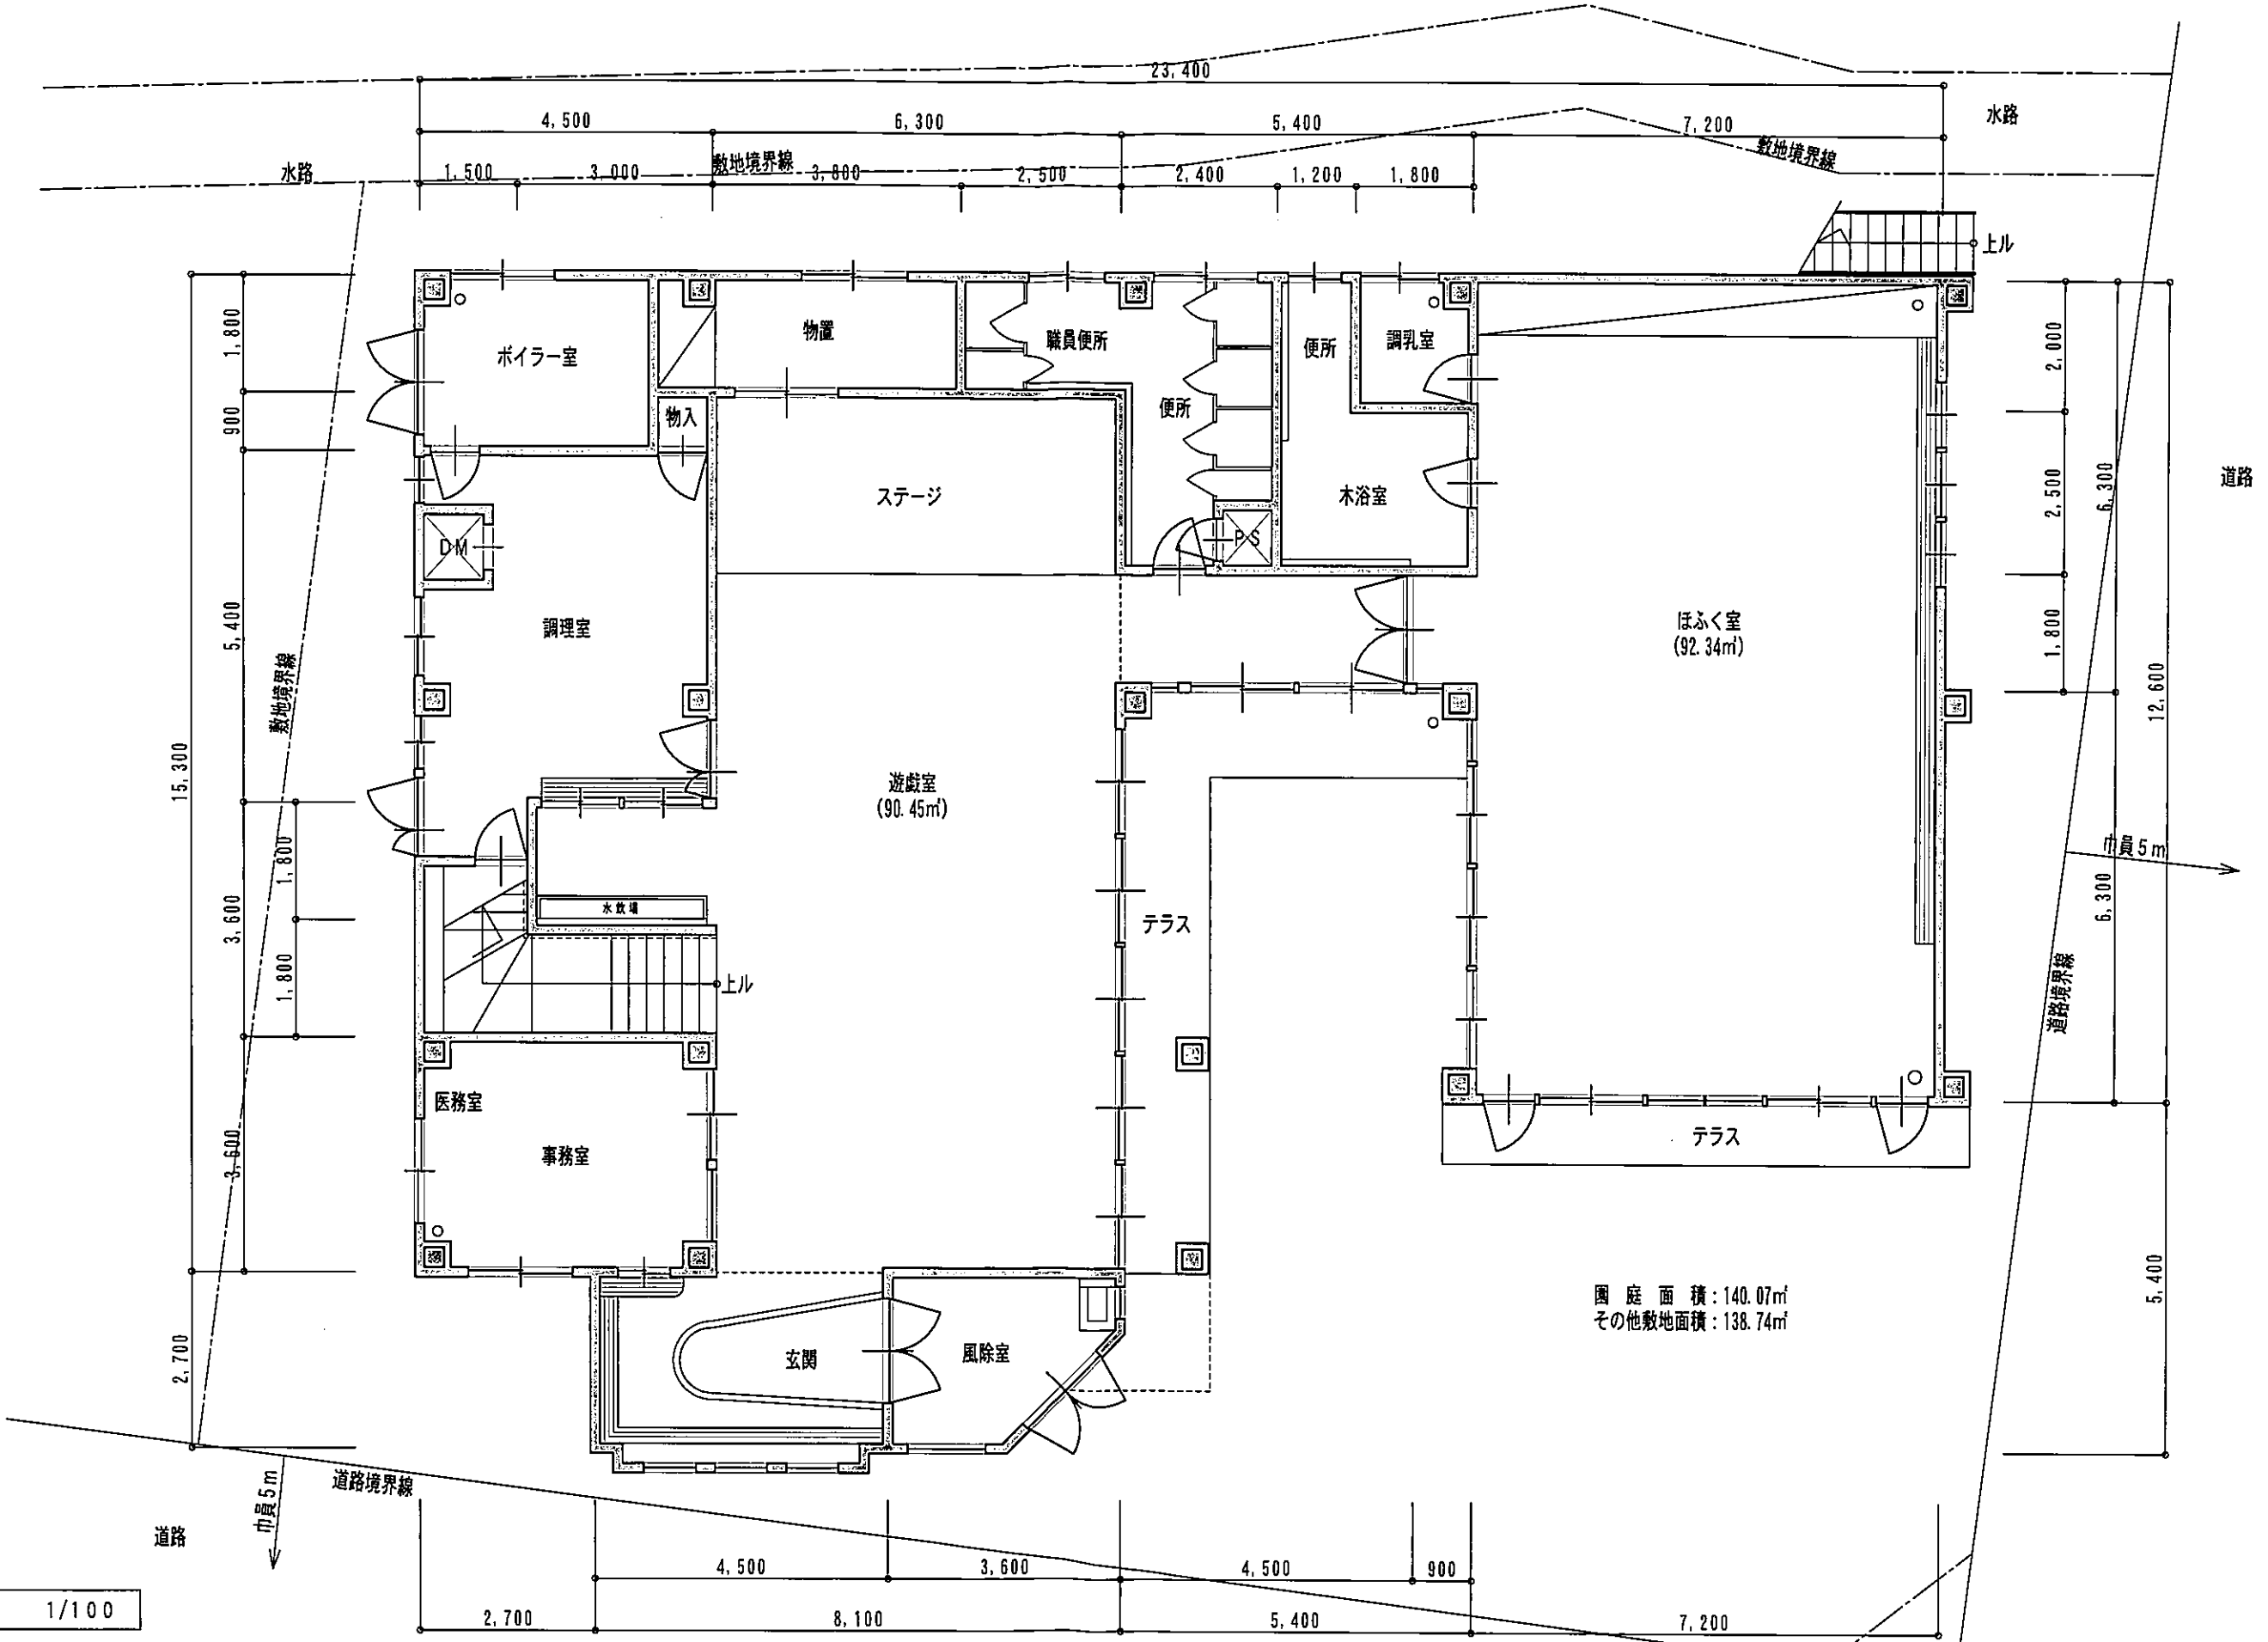 23,400
水路
4,500
6,300
5,400
7,200
敷地境界線
敷地境界線
水路
1,500
3,000
3,800
2,500
2,400
1,200
1,800
上ル
1,800
900
5,400
15,300
敷地境界線
1,800
3,600
1,800
3,600
2,700
ボイラー室
物置
職員便所
便所
調乳室
物入
便所
ステージ
木浴室
DM
PS
調理室
ほふく室
(92.34㎡)
遊戯室
(90.45㎡)
水飲場
テラス
上ル
医務室
事務室
テラス
玄関
風除室
2,000
2,500
6,300
1,800
12,600
道路
巾員5m
6,300
道路境界線
5,400
園庭面積:140.07㎡
その他敷地面積:138.74㎡
道路境界線
巾員5m
道路
4,500
3,600
4,500
900
1/100
2,700
8,100
5,400
7,200